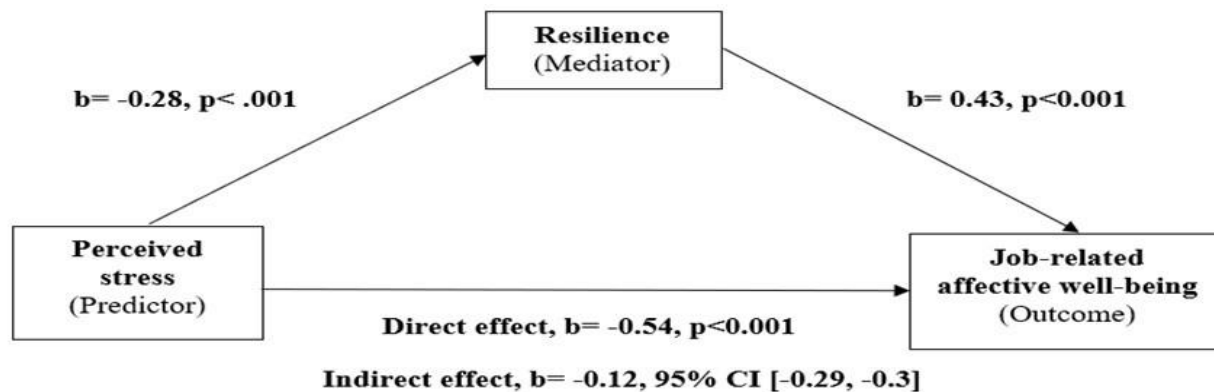 Resilience
(Mediator)
b= -0.28, p< .001
b= 0.43, p<0.001
Perceived
stress
(Predictor)
Job-related
affective well-being
(Outcome)
Direct effect, b= -0.54, p<0.001
Indirect effect, b= -0.12, 95% CI [-0.29, -0.3]